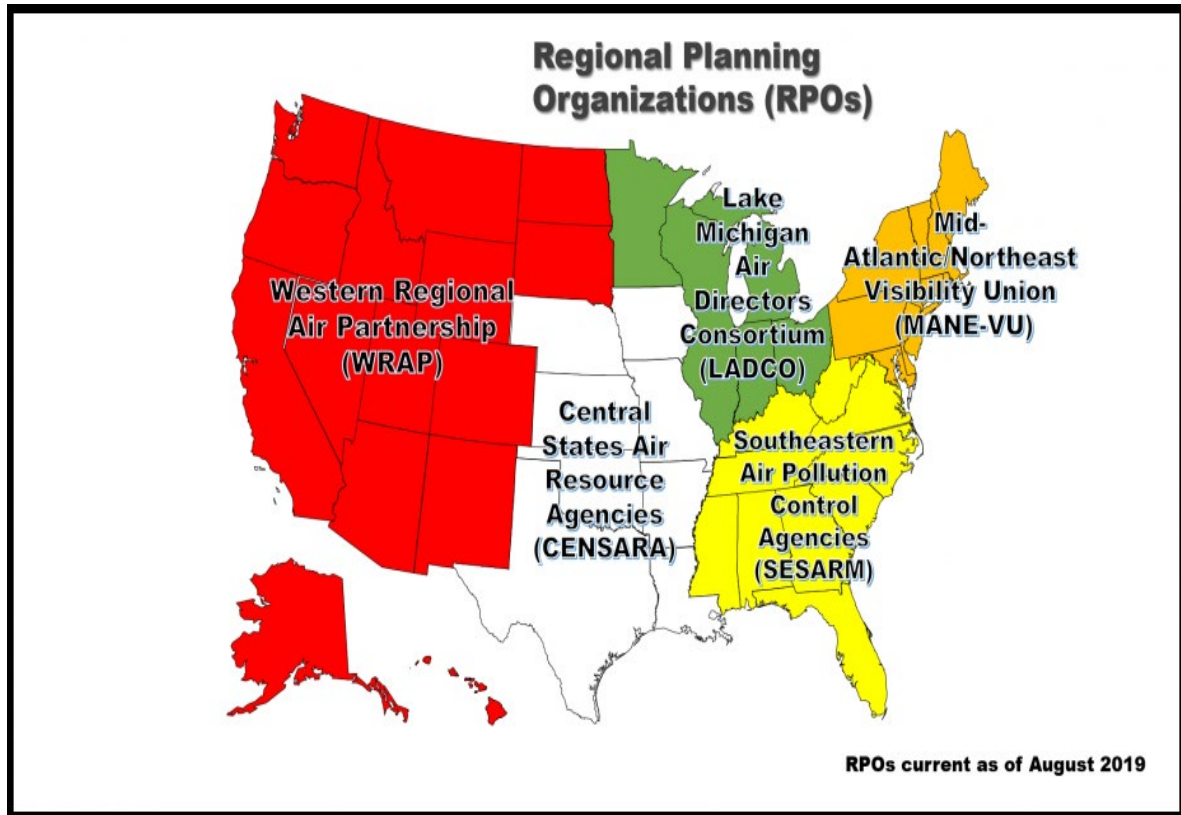 Regional Planning
Organizations (RPOs)
Lake
Michigan
Air
Directors
Consortium
(LADCO)
Mid-
Atlantic/Northeast
Visibility Union
(MANE-VU)
Western Regional
Air Partnership
(WRAP)
Central
States Air
Resource
Agencies
(CENSARA)
Southeastern
Air Pollution
Control
Agencies
(SESARM)
RPOs current as of August 2019